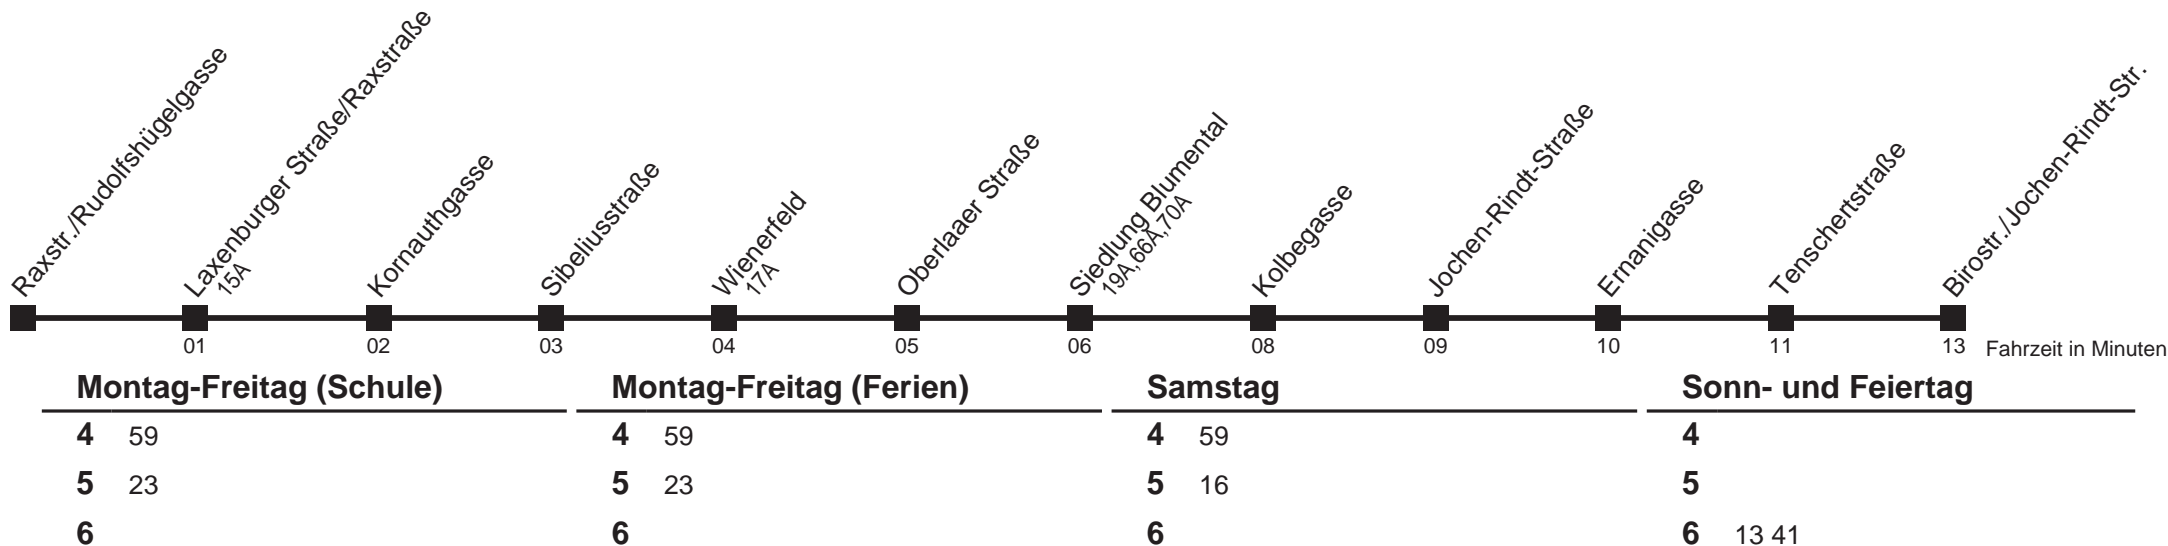 Raxstr./Rudolfshügelgasse
Laxenburger Straße/Raxstraße
15A
Kornauthgasse
Sibeliusstraße
Wienerfeld
17A
Oberlaaer Straße
Siedlung Blumental
19A,66A,70A
Kolbegasse
Jochen-Rindt-Straße
Ernanigasse
Tenschertstraße
Birostr./Jochen-Rindt-Str.
01 02 03 04 05 06 08 09 10 11 13 Fahrzeit in Minuten
Montag-Freitag (Schule) Montag-Freitag (Ferien) Samstag Sonn- und Feiertag
4 59 4 59 4 59 4
5 23 5 23 5 16 5
6 6 6 6 13 41